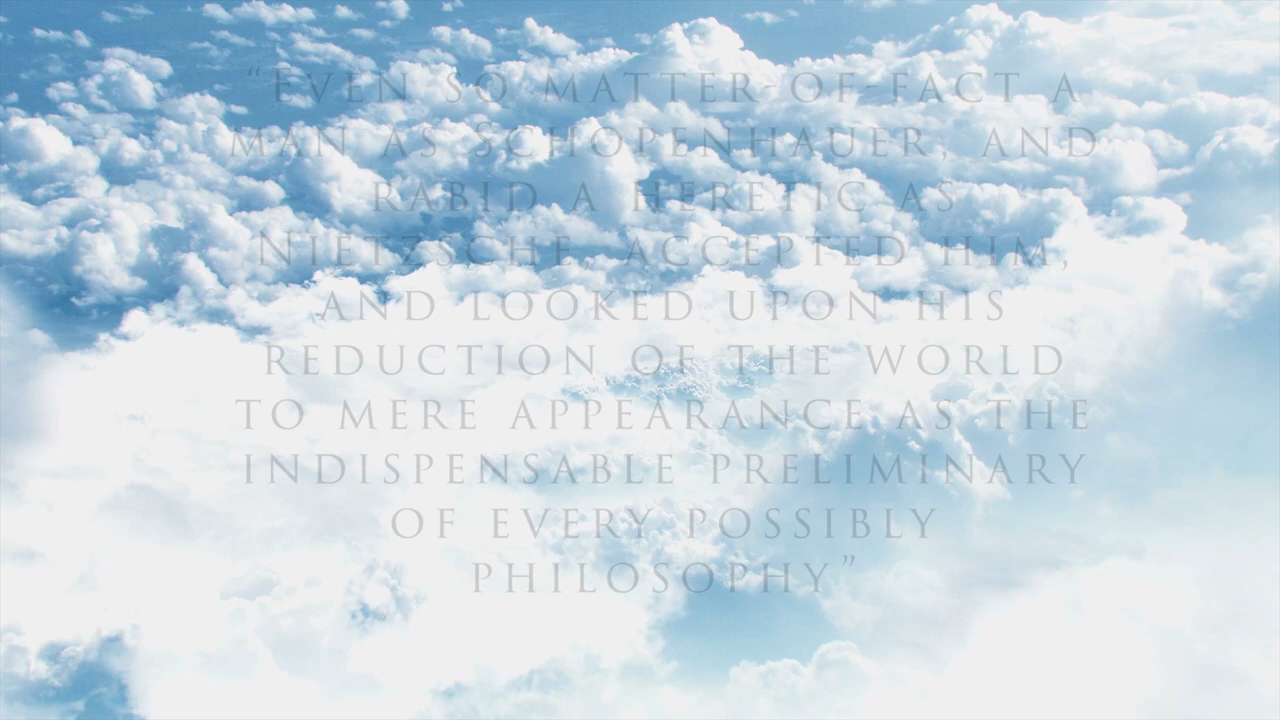 “Even so matter-of-fact a
man as Schopenhauer, and
rabid a heretic as
Nietzsche, accepted him,
and looked upon his
reduction of the world
to mere appearance as the
indispensable preliminary
of every possibly
philosophy”